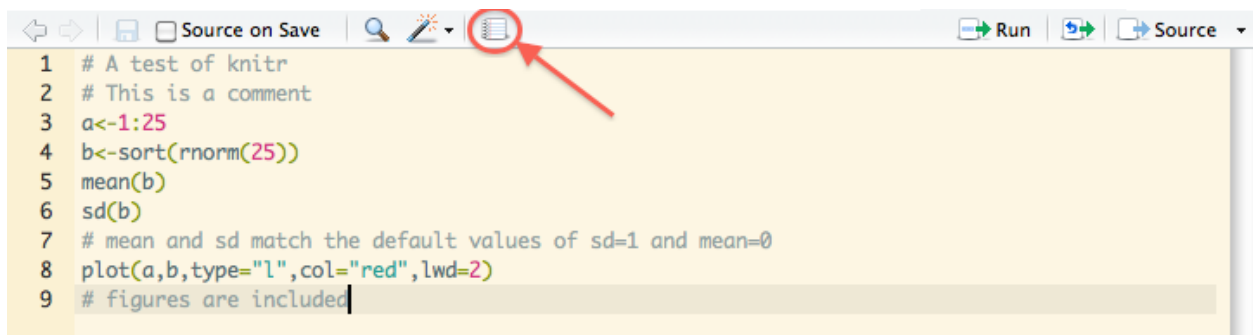 Source on Save Run Source
1 # A test of knitr
2 # This is a comment
3 a<-1:25
4 b<-sort(rnorm(25))
5 mean(b)
6 sd(b)
7 # mean and sd match the default values of sd=1 and mean=0
8 plot(a,b,type="l",col="red",lwd=2)
9 # figures are included